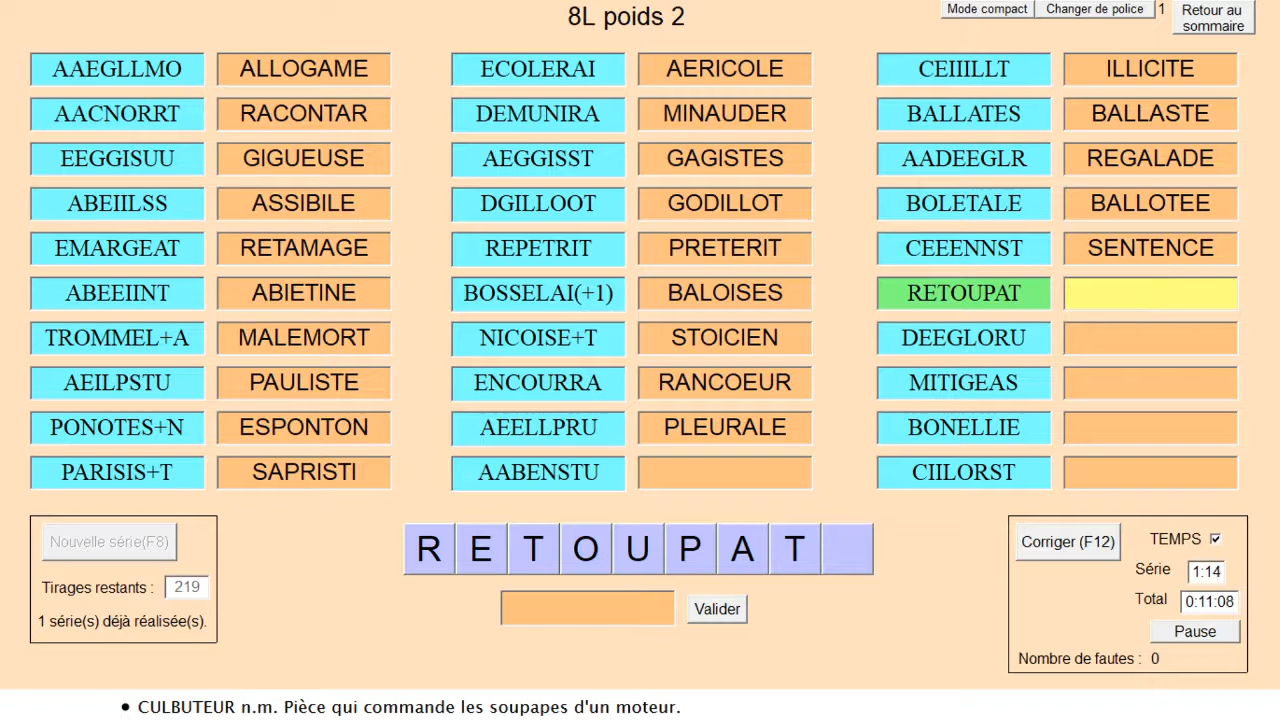 8L poids 2
Mode compact Changer de police 1 Retour au sommaire
AAEGLLMO ALLOGAME ECOLERAI AERICOLE CEIIILLT ILLICITE
AACNORRT RACONTAR DEMUNIRA MINAUDER BALLATES BALLASTE
EEGGISUU GIGUEUSE AEGGISST GAGISTES AADEEGLR REGALADE
ABEIILSS ASSIBILE DGILLOOT GODILLOT BOLETALE BALLOTEE
EMARGEAT RETAMAGE REPETRIT PRETERIT CEEENNST SENTENCE
ABEEIINT ABIETINE BOSSELAI(+1) BALOISES RETOUPAT
TROMMEL+A MALEMORT NICOISE+T STOICIEN DEEGLORU
AEILPSTU PAULISTE ENCOURRA RANCOEUR MITIGEAS
PONOTES+N ESPONTON AEELLPRU PLEURALE BONELLIE
PARISIS+T SAPRISTI AABENSTU CIILORST
Nouvelle série(F8)
Tirages restants : 219
1 série(s) déjà réalisée(s).
R E T O U P A T
Valider
Corriger (F12) TEMPS
Série 1:14
Total 0:11:08
Pause
Nombre de fautes : 0
• CULBUTEUR n.m. Pièce qui commande les soupapes d'un moteur.